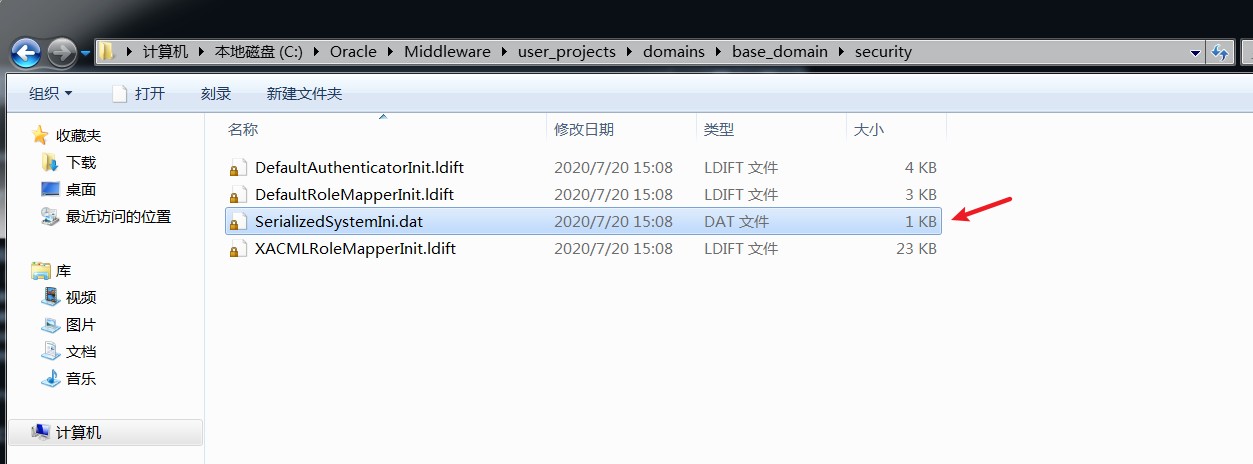 计算机 本地磁盘 (C:) Oracle Middleware user_projects domains base_domain security
组织 打开 刻录 新建文件夹
收藏夹
下载
桌面
最近访问的位置
库
视频
图片
文档
音乐
计算机
名称 修改日期 类型 大小
DefaultAuthenticatorInit.ldift 2020/7/20 15:08 LDIFT 文件 4 KB
DefaultRoleMapperInit.ldift 2020/7/20 15:08 LDIFT 文件 3 KB
SerializedSystemIni.dat 2020/7/20 15:08 DAT 文件 1 KB
XACMLRoleMapperInit.ldift 2020/7/20 15:08 LDIFT 文件 23 KB